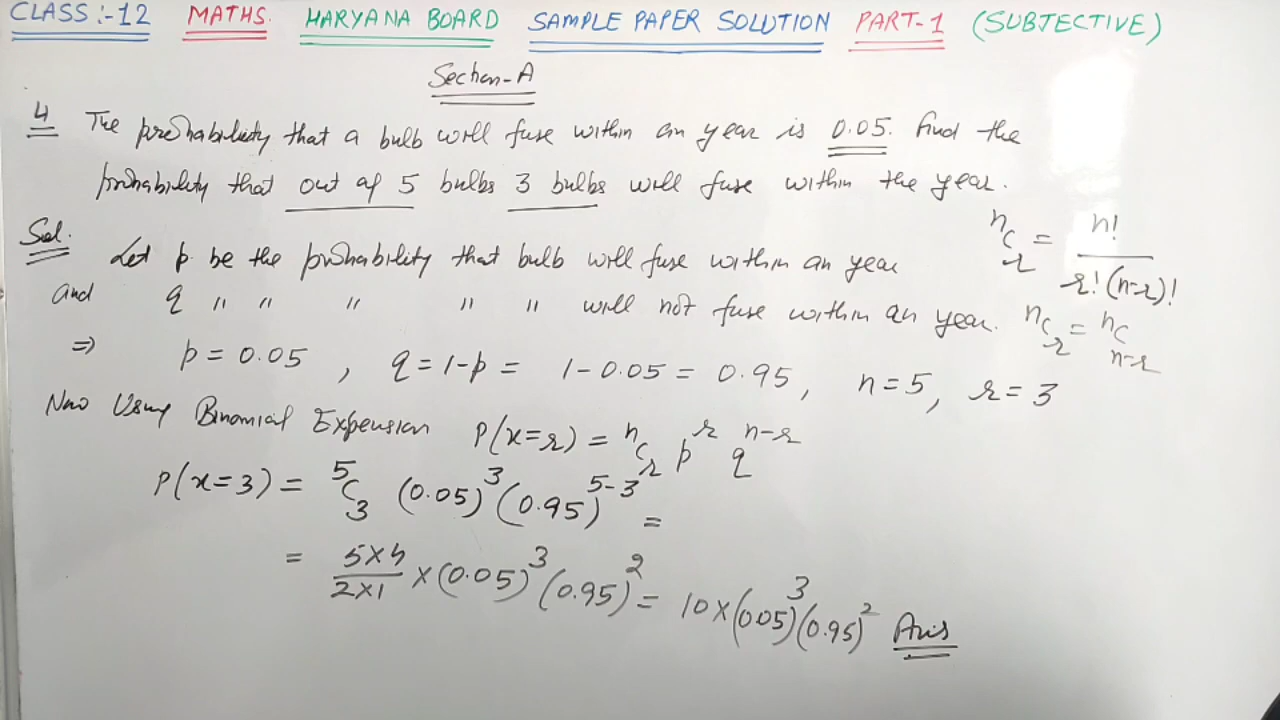 CLASS :- 12 MATHS. HARYANA BOARD SAMPLE PAPER SOLUTION PART-1 (SUBJECTIVE)
Section-A
4 The probability that a bulb will fuse within an year is 0.05. Find the
probability that out of 5 bulbs 3 bulbs will fuse within the year.
Sol. Let p be the probability that bulb will fuse within an year
and q " " " " " will not fuse within an year.
nCr = n! / r! (n-r)!
nCr = nCn-r
⇒ p = 0.05 , q = 1-p = 1-0.05 = 0.95, n=5, r=3
Now Using Binomial Expension P(x=r) = nCr p^r q^n-r
P(x=3) = 5C3 (0.05)^3 (0.95)^5-3 =
= 5×4/2×1 × (0.05)^3 (0.95)^2 = 10×(0.05)^3 (0.95)^2 Ans